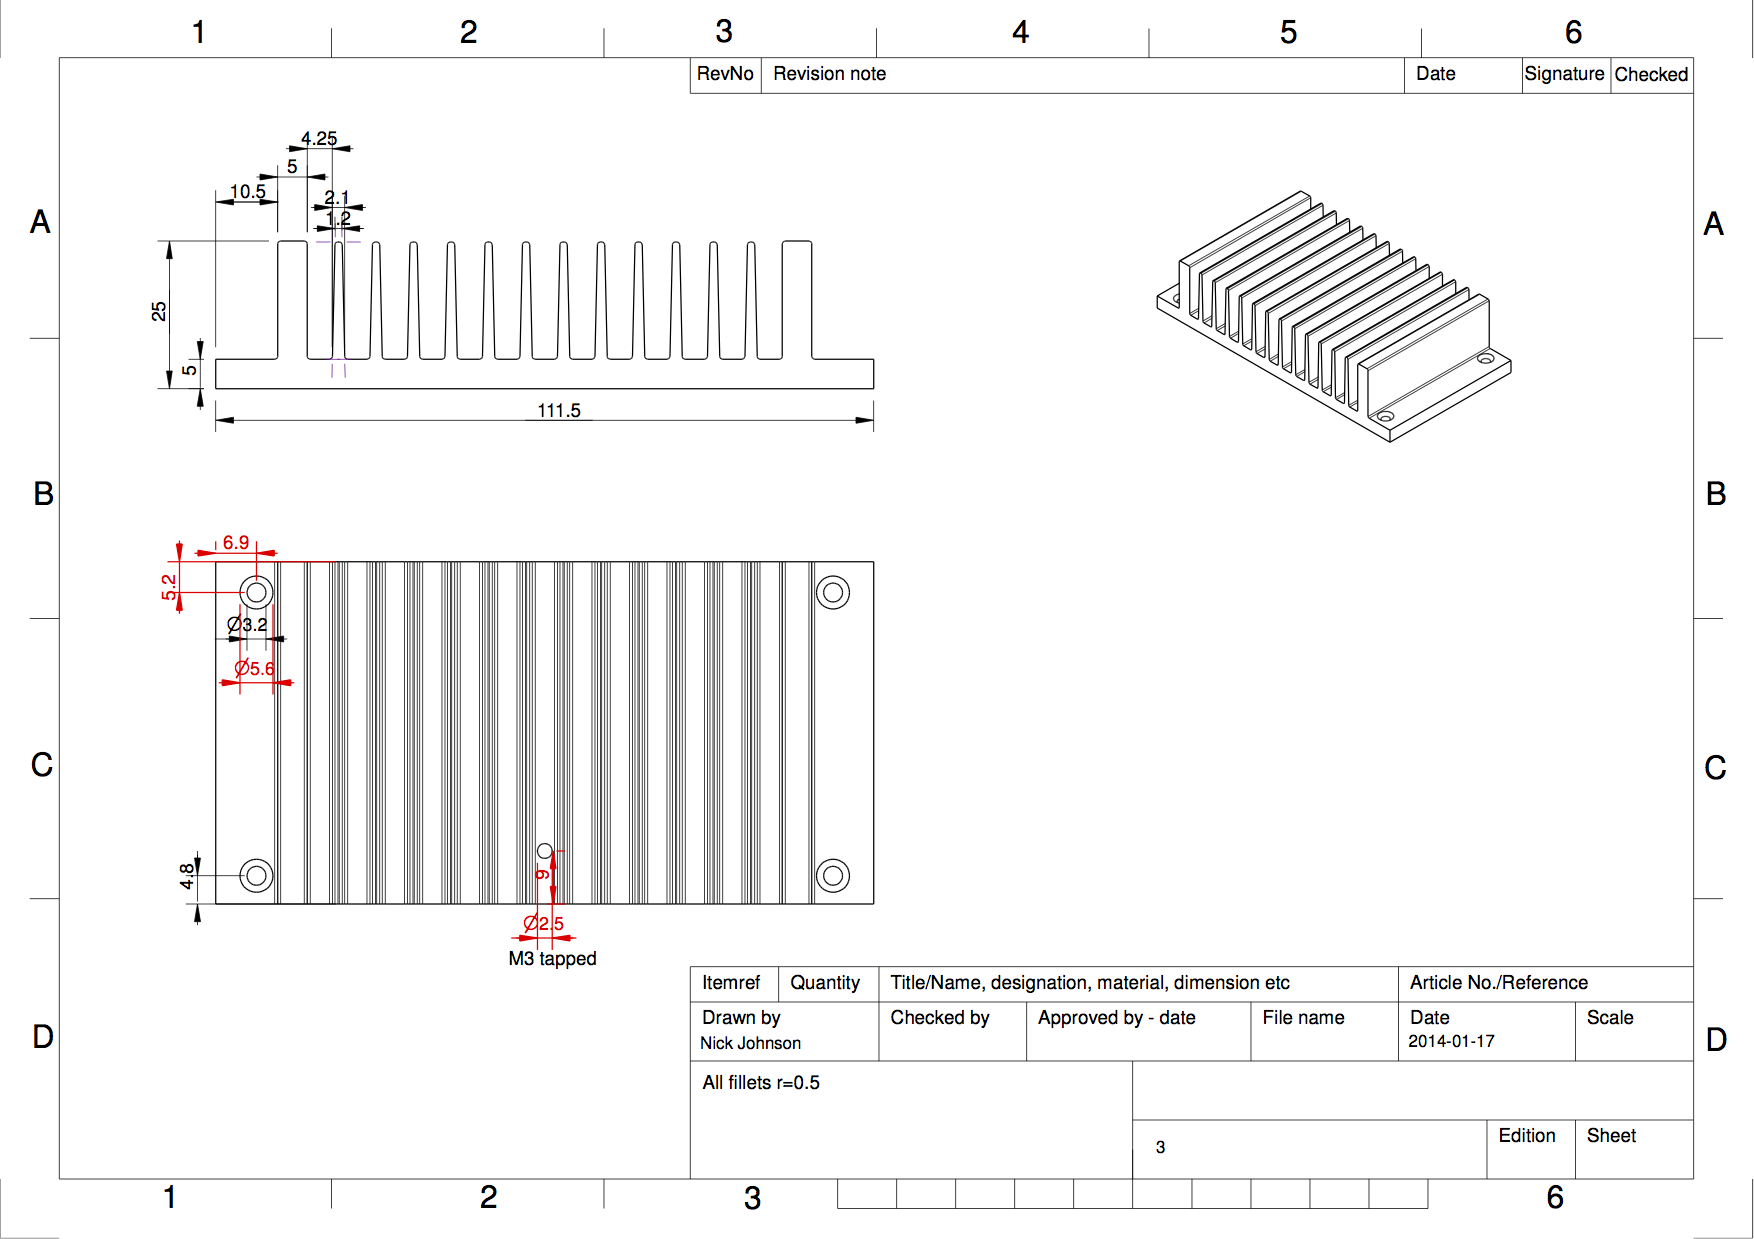 1 2 3 4 5 6
RevNo Revision note Date Signature Checked
4.25
5
10.5
2.1
1.2
A A
25
5
111.5
B B
6.9
5.2
Ø3.2
Ø5.6
C C
4.8
9
Ø2.5
M3 tapped
Itemref Quantity Title/Name, designation, material, dimension etc Article No./Reference
Drawn by Checked by Approved by - date File name Date Scale
Nick Johnson 2014-01-17
D D
All fillets r=0.5
3 Edition Sheet
1 2 3 6